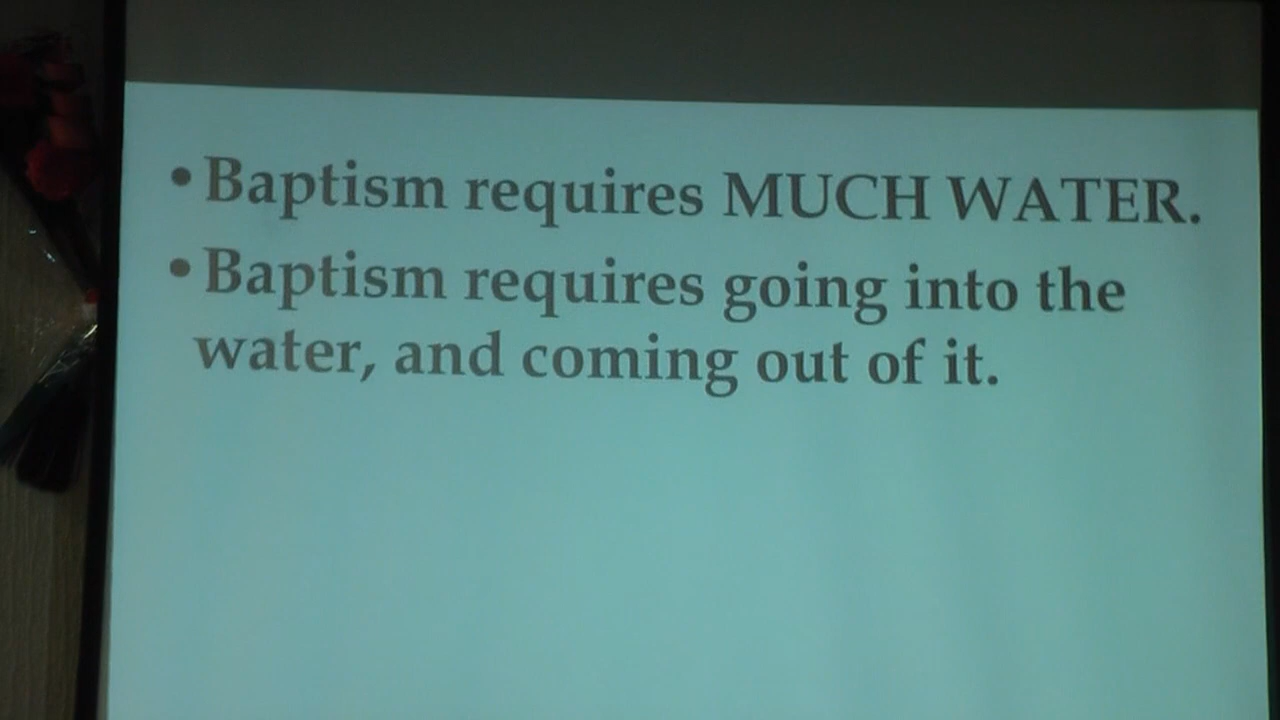 • Baptism requires MUCH WATER.
• Baptism requires going into the
water, and coming out of it.